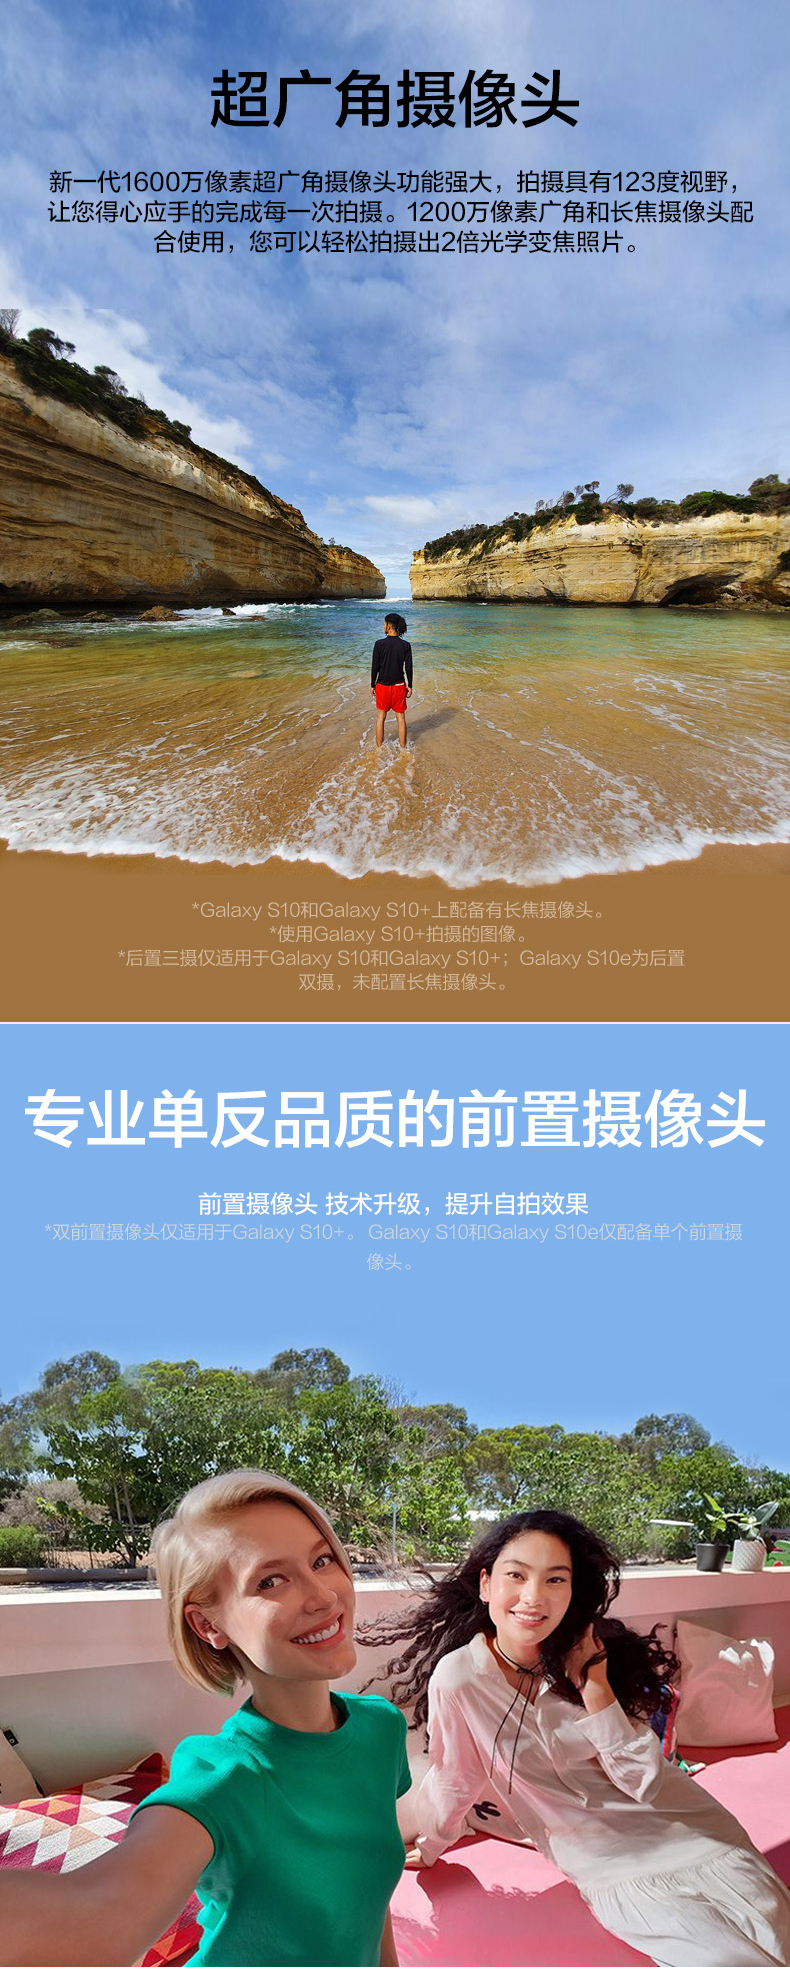 超广角摄像头
新一代1600万像素超广角摄像头功能强大，拍摄具有123度视野，
让您得心应手的完成每一次拍摄。1200万像素广角和长焦摄像头配
合使用，您可以轻松拍摄出2倍光学变焦照片。
*Galaxy S10和Galaxy S10+上配备有长焦摄像头。
*使用Galaxy S10+拍摄的图像。
*后置三摄仅适用于Galaxy S10和Galaxy S10+；Galaxy S10e为后置
双摄，未配置长焦摄像头。
专业单反品质的前置摄像头
前置摄像头 技术升级，提升自拍效果
*双前置摄像头仅适用于Galaxy S10+。 Galaxy S10和Galaxy S10e仅配备单个前置摄
像头。